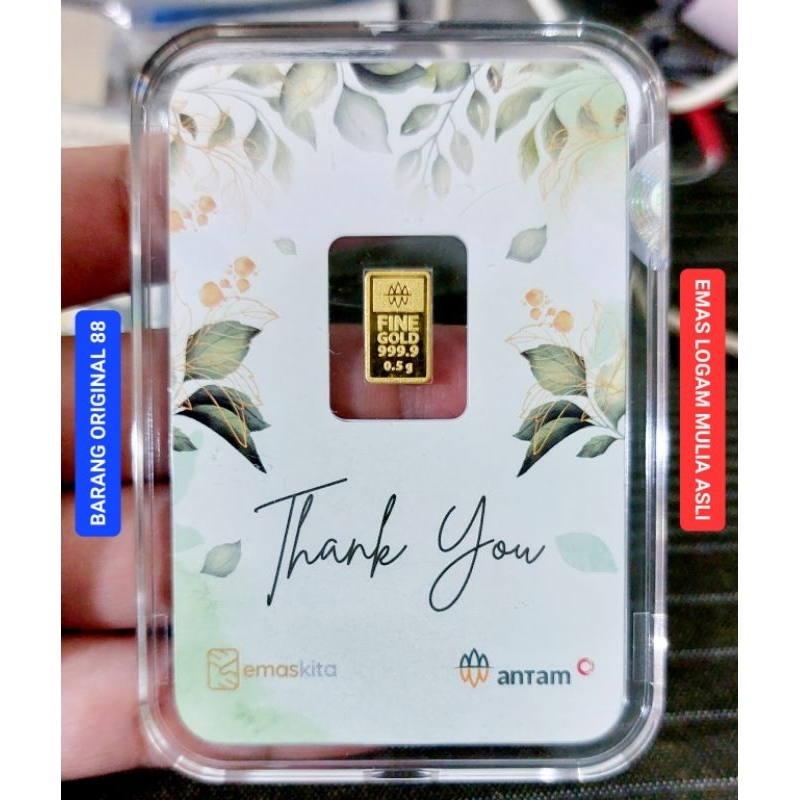 FINE
GOLD
999.9
0.5 g
BARANG ORIGINAL 88
EMAS LOGAM MULIA ASLI
Thank You
emaskita
antam